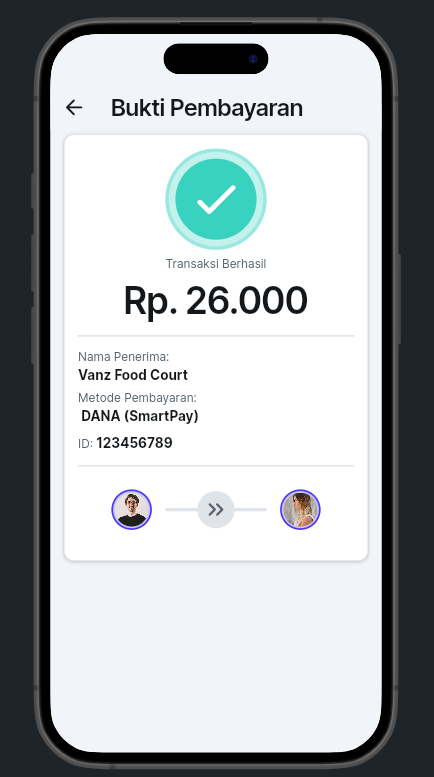 Bukti Pembayaran
Transaksi Berhasil
Rp. 26.000
Nama Penerima:
Vanz Food Court
Metode Pembayaran:
DANA (SmartPay)
ID: 123456789